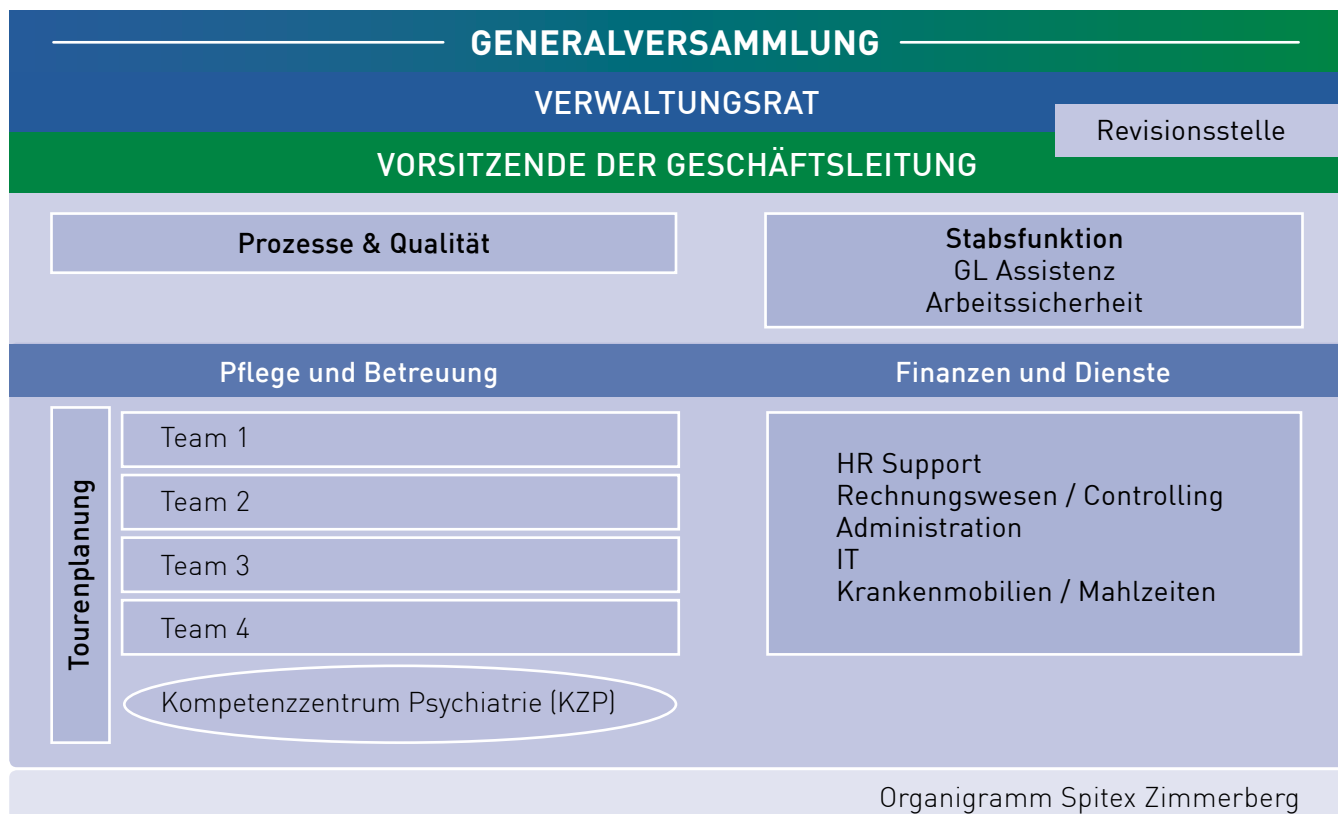 GENERALVERSAMMLUNG
VERWALTUNGSRAT
Revisionsstelle
VORSITZENDE DER GESCHÄFTSLEITUNG
Prozesse & Qualität
Stabsfunktion
GL Assistenz
Arbeitssicherheit
Pflege und Betreuung
Finanzen und Dienste
Tourenplanung
Team 1
Team 2
Team 3
Team 4
Kompetenzzentrum Psychiatrie (KZP)
HR Support
Rechnungswesen / Controlling
Administration
IT
Krankenmobilien / Mahlzeiten
Organigramm Spitex Zimmerberg